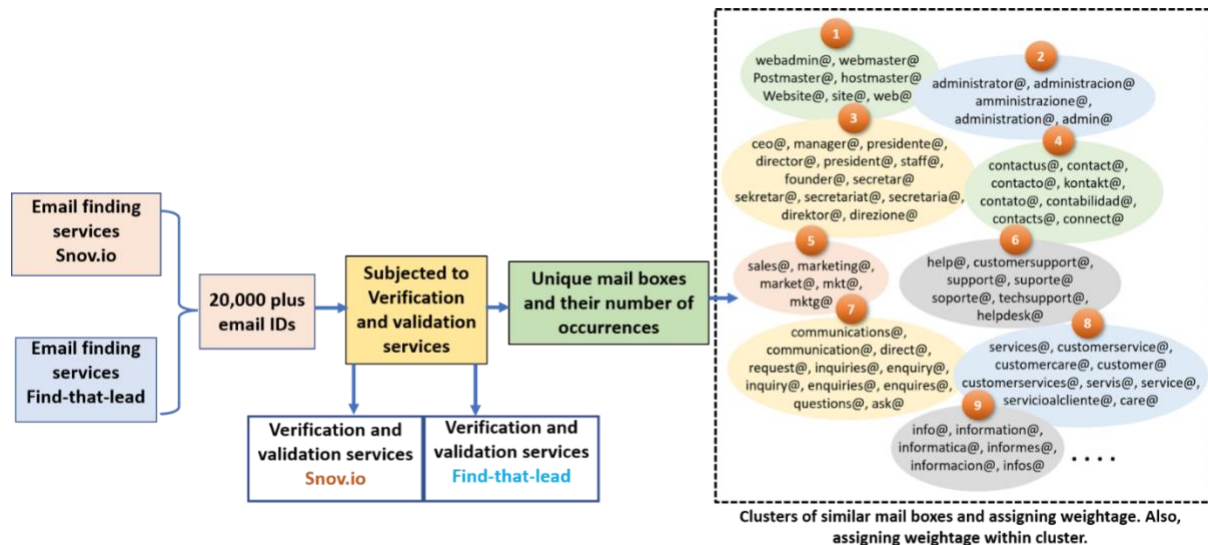 Email finding
services
Snov.io
Email finding
services
Find-that-lead
20,000 plus
email IDs
Subjected to
Verification
and validation
services
Verification and
validation services
Snov.io
Verification and
validation services
Find-that-lead
Unique mail boxes
and their number of
occurrences
1
webadmin@, webmaster@
Postmaster@, hostmaster@
Website@, site@, web@
2
administrator@, administracion@
amministrazione@,
administration@, admin@
3
ceo@, manager@, presidente@,
director@, president@, staff@,
founder@, secretar@
sekretar@, secretariat@, secretaria@,
direktor@, direzione@
4
contactus@, contact@,
contacto@, kontakt@,
contato@, contabilidad@,
contacts@, connect@
5
sales@, marketing@,
market@, mkt@,
mktg@
6
help@, customersupport@,
support@, suporte@
soporte@, techsupport@,
helpdesk@
7
communications@,
communication@, direct@,
request@, inquiries@, enquiry@,
inquiry@, enquiries@, enquires@,
questions@, ask@
8
services@, customerservice@,
customercare@, customer@
customerservices@, servis@, service@,
servicioalcliente@, care@
9
info@, information@,
informatica@, informes@,
informacion@, infos@
. . . .
Clusters of similar mail boxes and assigning weightage. Also,
assigning weightage within cluster.